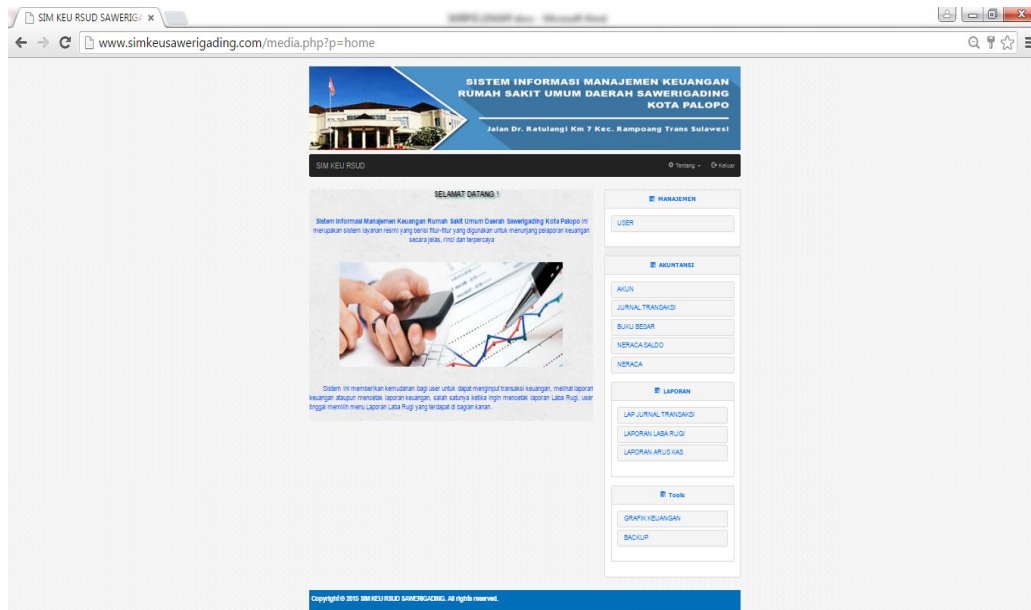 SIM KEU RSUD SAWERIGA
www.simkeusawerigading.com/media.php?p=home
SISTEM INFORMASI MANAJEMEN KEUANGAN
RUMAH SAKIT UMUM DAERAH SAWERIGADING
KOTA PALOPO
Jalan Dr. Ratulangi Km 7 Kec. Rampoang Trans Sulawesi
SIM KEU RSUD
Tentang
Keluar
SELAMAT DATANG !
Sistem Informasi Manajemen Keuangan Rumah Sakit Umum Daerah Sawerigading Kota Palopo ini
merupakan sistem layanan resmi yang berisi fitur-fitur yang digunakan untuk menunjang pelaporan keuangan
secara jelas, rinci dan terpercaya
Sistem ini memberikan kemudahan bagi user untuk dapat menginput transaksi keuangan, melihat laporan
keuangan ataupun mencetak laporan keuangan, salah satunya ketika ingin mencetak laporan Laba Rugi, user
tinggal memilih menu Laporan Laba Rugi yang terdapat di bagian kanan.
MANAJEMEN
USER
AKUNTANSI
AKUN
JURNAL TRANSAKSI
BUKU BESAR
NERACA SALDO
NERACA
LAPORAN
LAP JURNAL TRANSAKSI
LAPORAN LABA RUGI
LAPORAN ARUS KAS
Tools
GRAFIK KEUANGAN
BACKUP
Copyright © 2015 SIM KEU RSUD SAWERIGADING. All rights reserved.